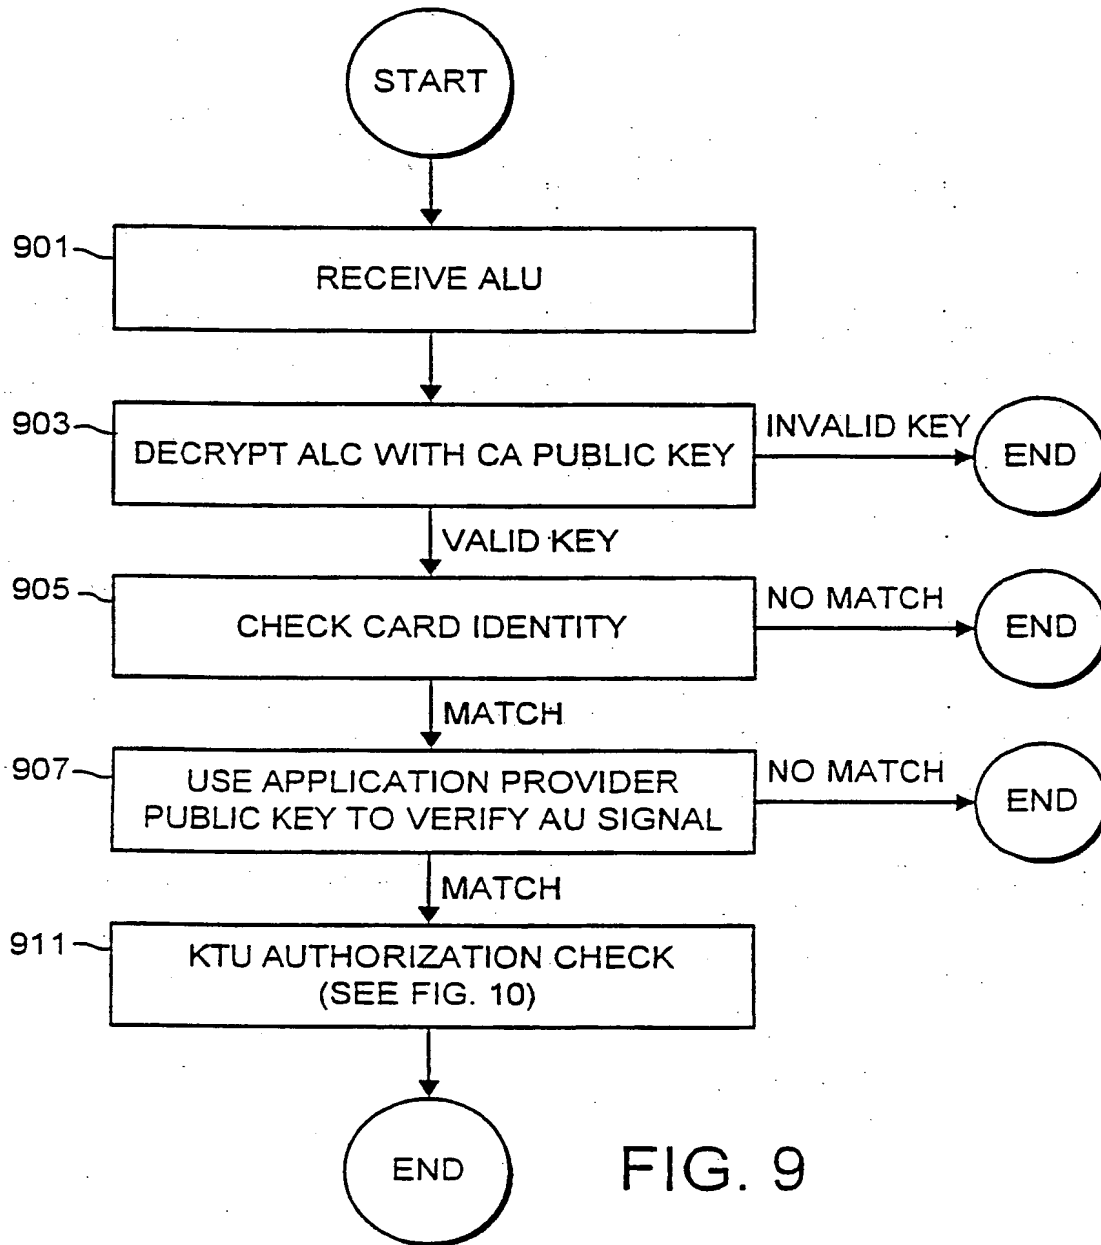 START
901
RECEIVE ALU
903
DECRYPT ALC WITH CA PUBLIC KEY
INVALID KEY
END
VALID KEY
905
CHECK CARD IDENTITY
NO MATCH
END
MATCH
907
USE APPLICATION PROVIDER
PUBLIC KEY TO VERIFY AU SIGNAL
NO MATCH
END
MATCH
911
KTU AUTHORIZATION CHECK
(SEE FIG. 10)
END
FIG. 9